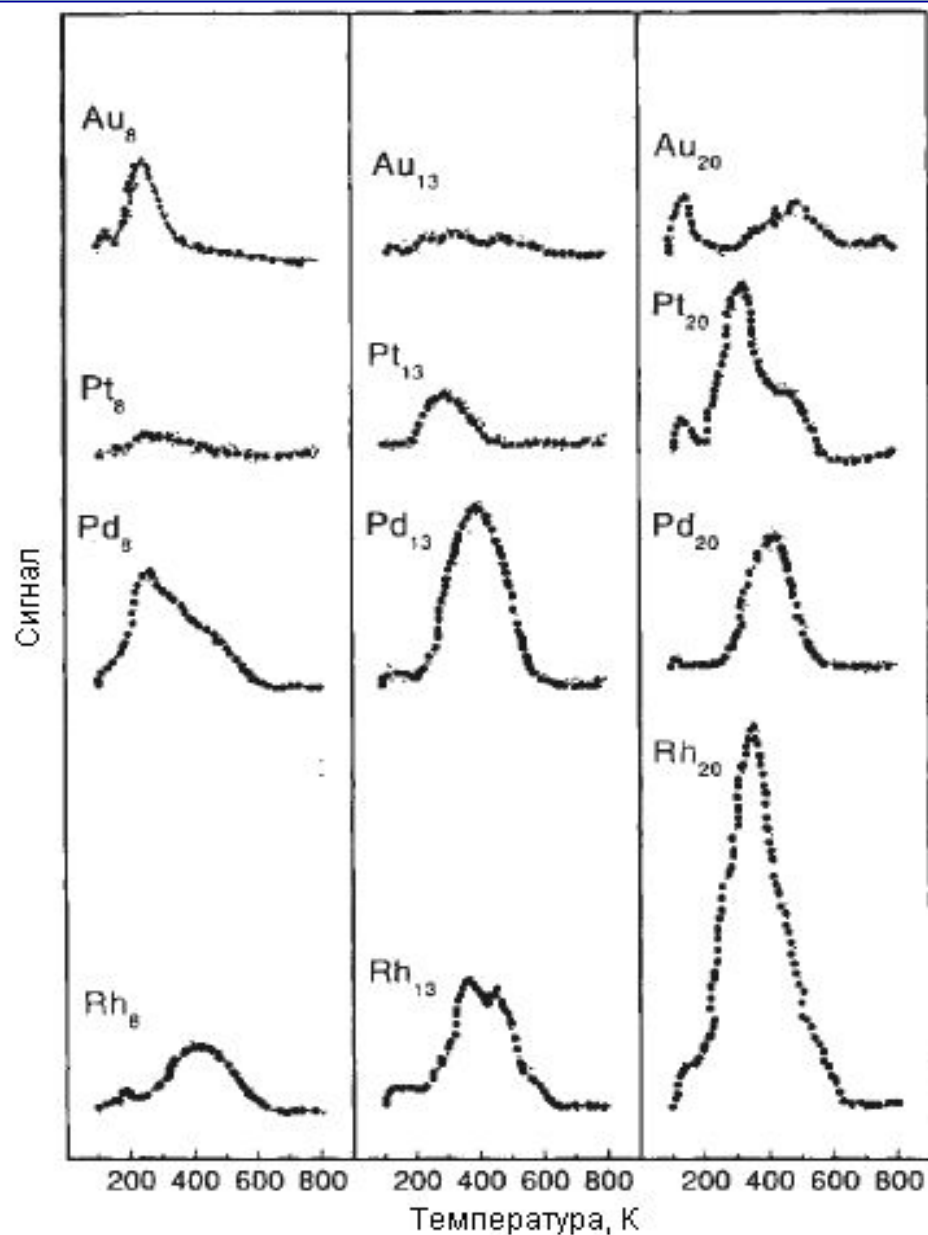 Au₈
Au₁₃
Au₂₀
Pt₈
Pt₁₃
Pt₂₀
Pd₈
Pd₁₃
Pd₂₀
Rh₈
Rh₁₃
Rh₂₀
Сигнал
200 400 600 800 200 400 600 800 200 400 600 800
Температура, К